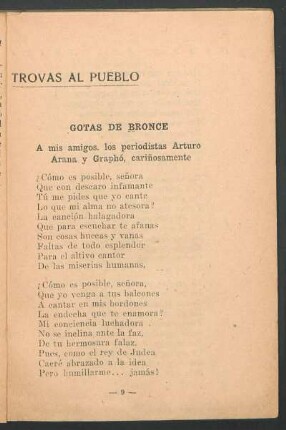 TROVAS AL PUEBLO
GOTAS DE BRONCE
A mis amigos, los periodistas Arturo
Arana y Graphó, cariñosamente
¿Cómo es posible, señora
Que con descaro infamante
Tú me pides que yo cante
Lo que mi alma no atesora?
La canción halagadora
Que para escuchar te afanas
Son cosas huecas y vanas
Faltas de todo esplendor
Para el altivo cantor
De las miserias humanas.
¿Cómo es posible, señora,
Que yo venga a tus balcones
A cantar en mis bordones
La endecha que te enamora?
Mi conciencia luchadora
No se inclina ante la faz,
De tu hermosura falaz,
Pues, como el rey de Judea
Caeré abrazado a la idea
Pero humillarme... jamás?
— 9 —